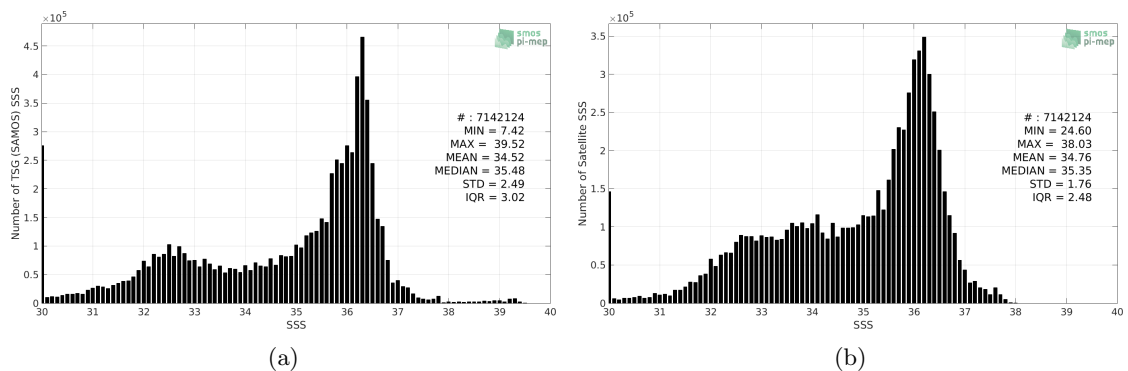 ×10⁵
4.5
4
3.5
3
2.5
2
1.5
1
0.5
0
Number of TSG (SAMOS) SSS
smos
pi-mep
# : 7142124
MIN = 7.42
MAX = 39.52
MEAN = 34.52
MEDIAN = 35.48
STD = 2.49
IQR = 3.02
30 31 32 33 34 35 36 37 38 39 40
SSS
(a)
×10⁵
3.5
3
2.5
2
1.5
1
0.5
0
Number of Satellite SSS
smos
pi-mep
# : 7142124
MIN = 24.60
MAX = 38.03
MEAN = 34.76
MEDIAN = 35.35
STD = 1.76
IQR = 2.48
30 31 32 33 34 35 36 37 38 39 40
SSS
(b)